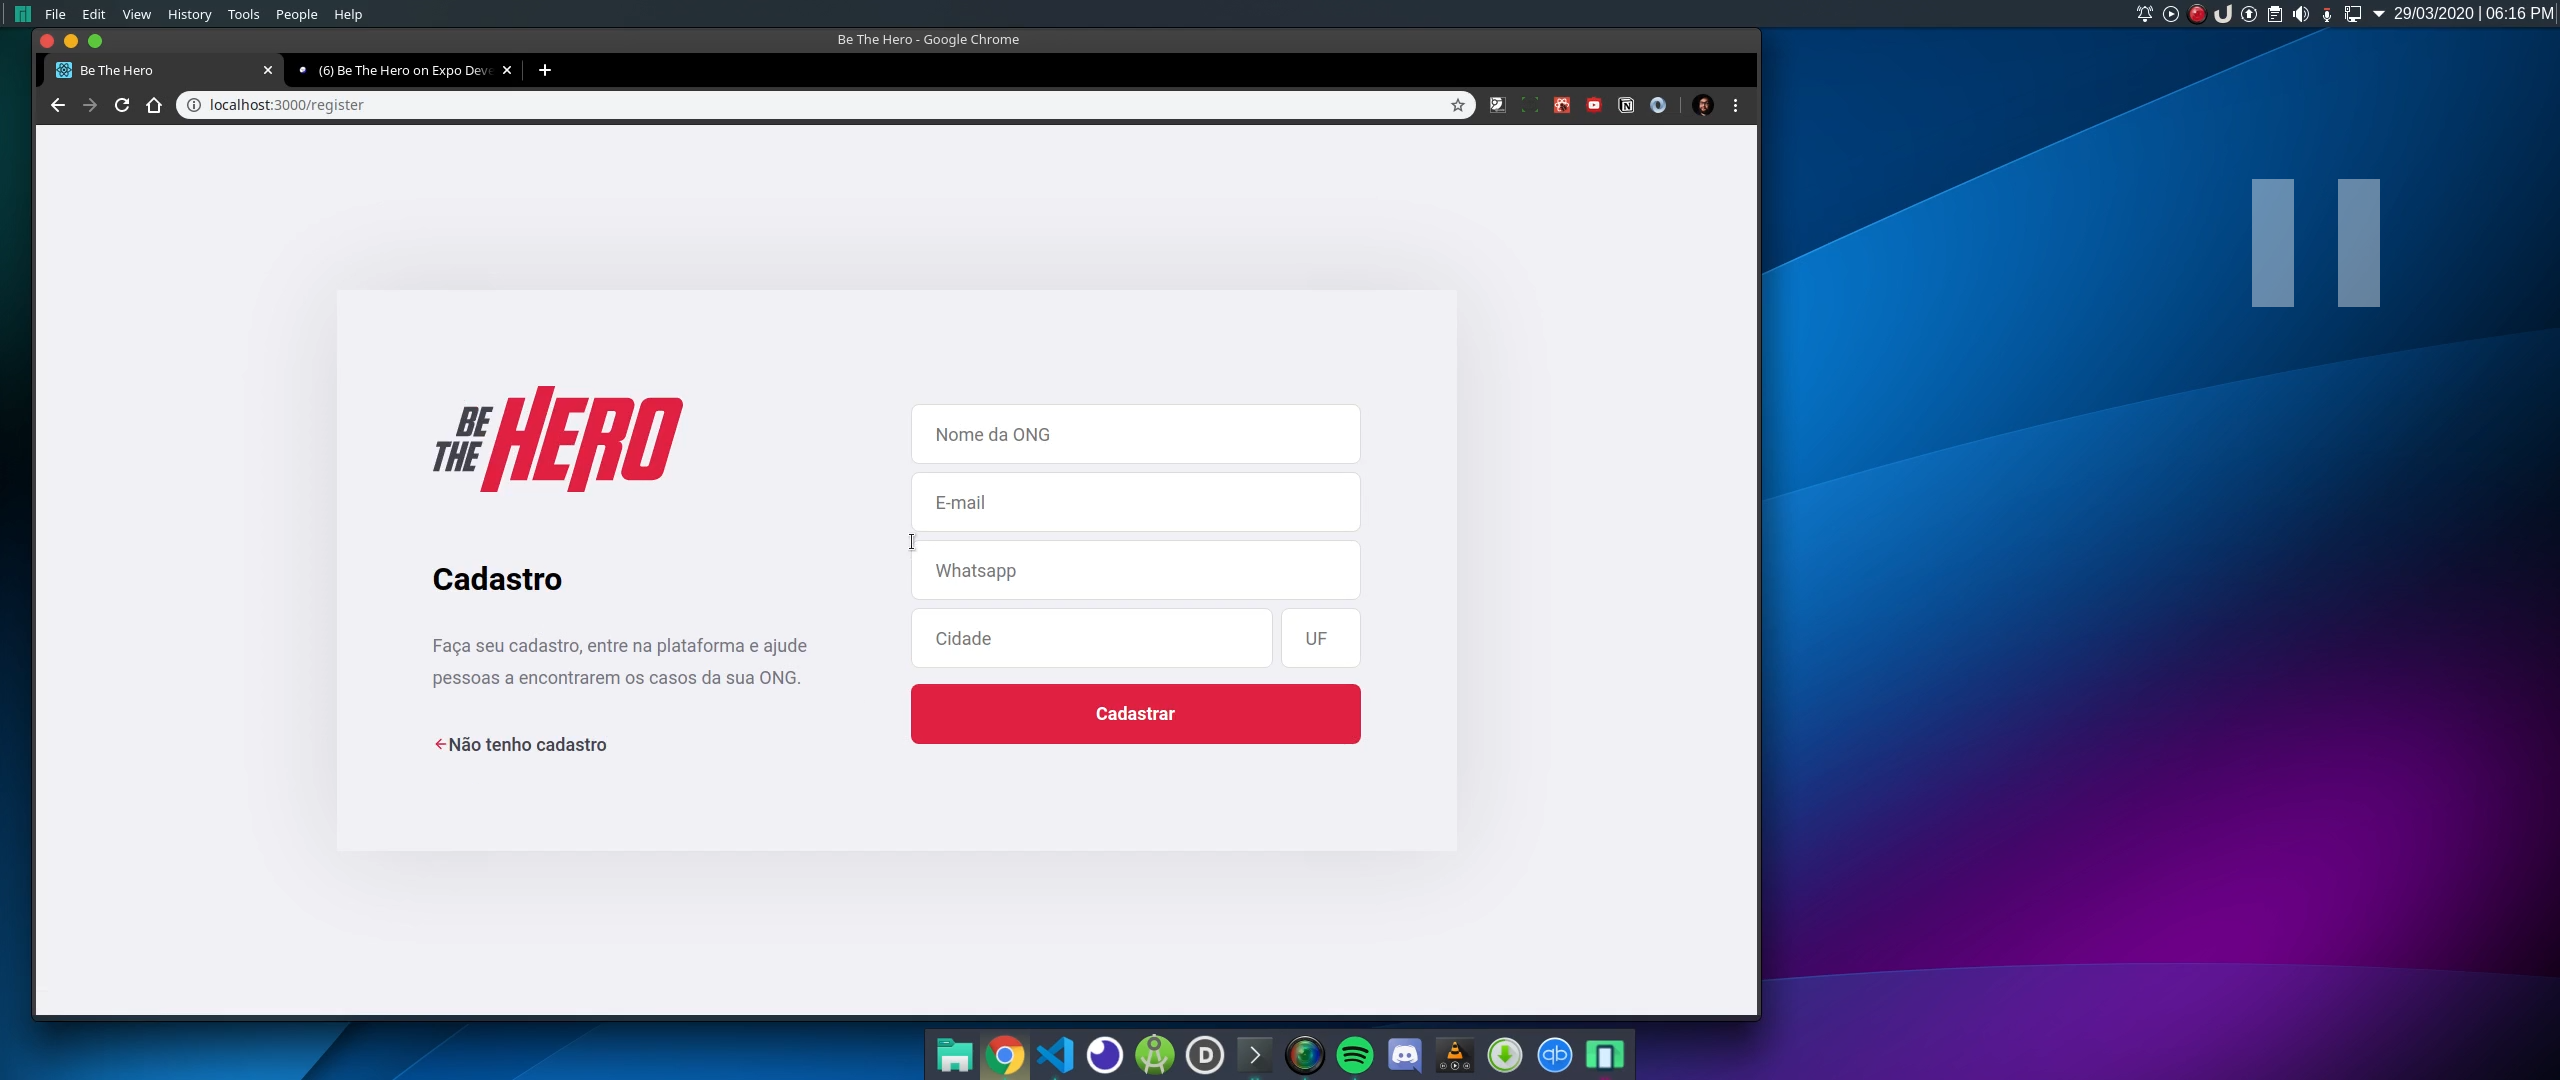 File Edit View History Tools People Help
29/03/2020 | 06:16 PM
Be The Hero - Google Chrome
Be The Hero
(6) Be The Hero on Expo Deve
localhost:3000/register
BE
THE
HERO
Nome da ONG
E-mail
Whatsapp
Cidade
UF
Cadastrar
Cadastro
Faça seu cadastro, entre na plataforma e ajude
pessoas a encontrarem os casos da sua ONG.
Não tenho cadastro
D
qb